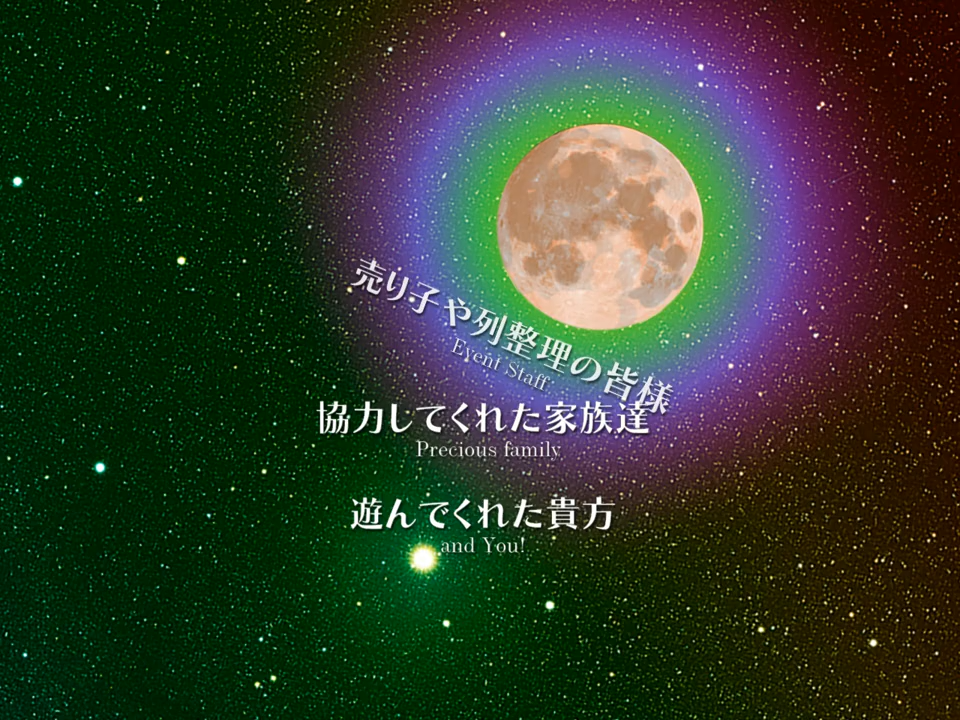 売り子や列整理の皆様
Event Staff
協力してくれた家族達
Precious family
遊んでくれた貴方
and You!